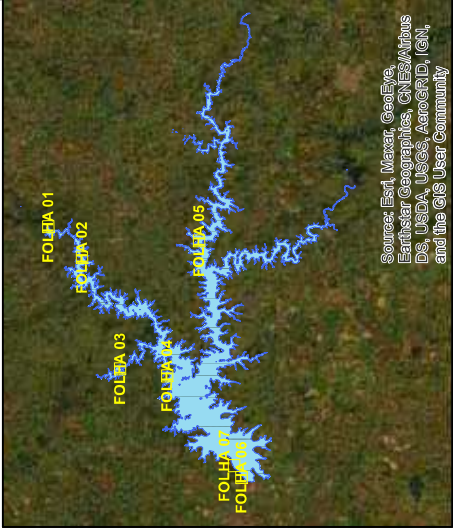 FOLHA 01
FOLHA 02
FOLHA 03
FOLHA 04
FOLHA 05
FOLHA 07
FOLHA 06
Source: Esri, Maxar, GeoEye,
Earthstar Geographics, CNES/Airbus
DS, USDA, USGS, AeroGRID, IGN,
and the GIS User Community